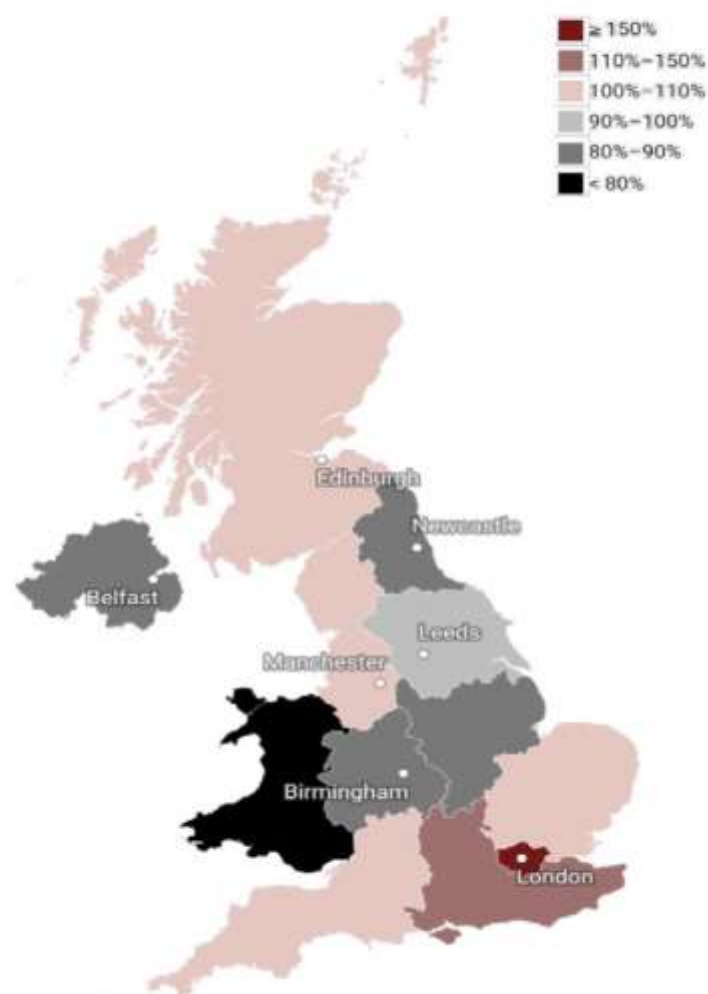 ≥ 150%
110%–150%
100%–110%
90%–100%
80%–90%
< 80%
Edinburgh
Newcastle
Belfast
Leeds
Manchester
Birmingham
London